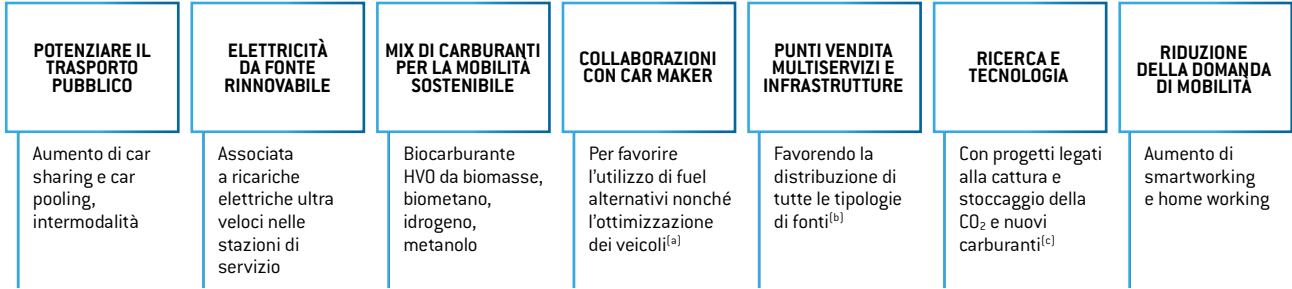 POTENZIARE IL
TRASPORTO
PUBBLICO
Aumento di car
sharing e car
pooling,
intermodalità
ELETTRICITÀ
DA FONTE
RINNOVABILE
Associata
a ricariche
elettriche ultra
veloci nelle
stazioni di
servizio
MIX DI CARBURANTI
PER LA MOBILITÀ
SOSTENIBILE
Biocarburante
HVO da biomasse,
biometano,
idrogeno,
metanolo
COLLABORAZIONI
CON CAR MAKER
Per favorire
l'utilizzo di fuel
alternativi nonché
l'ottimizzazione
dei veicoli(a)
PUNTI VENDITA
MULTISERVIZI E
INFRASTRUTTURE
Favorendo la
distribuzione di
tutte le tipologie
di fonti(b)
RICERCA E
TECNOLOGIA
Con progetti legati
alla cattura e
stoccaggio della
CO₂ e nuovi
carburanti(c)
RIDUZIONE
DELLA DOMANDA
DI MOBILITÀ
Aumento di
smartworking
e home working